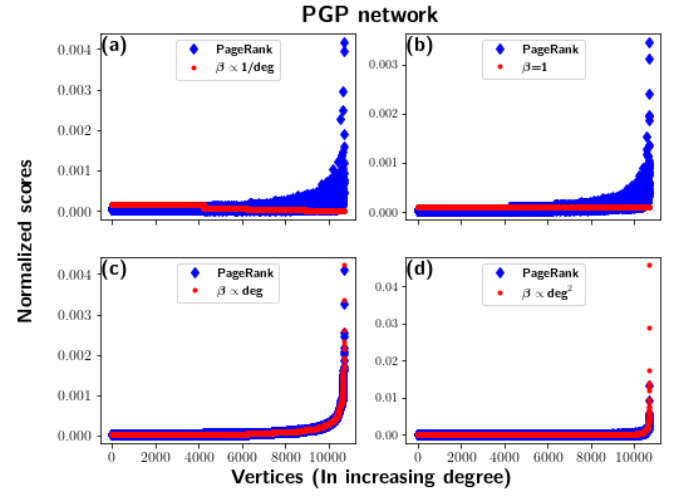 PGP network
(a)
PageRank
β ∝ 1/deg
0.004
0.003
0.002
0.001
0.000
(b)
PageRank
β=1
0.003
0.002
0.001
0.000
Normalized scores
(c)
PageRank
β ∝ deg
0.004
0.003
0.002
0.001
0.000
0 2000 4000 6000 8000 10000
(d)
PageRank
β ∝ deg²
0.04
0.03
0.02
0.01
0.00
0 2000 4000 6000 8000 10000
Vertices (In increasing degree)